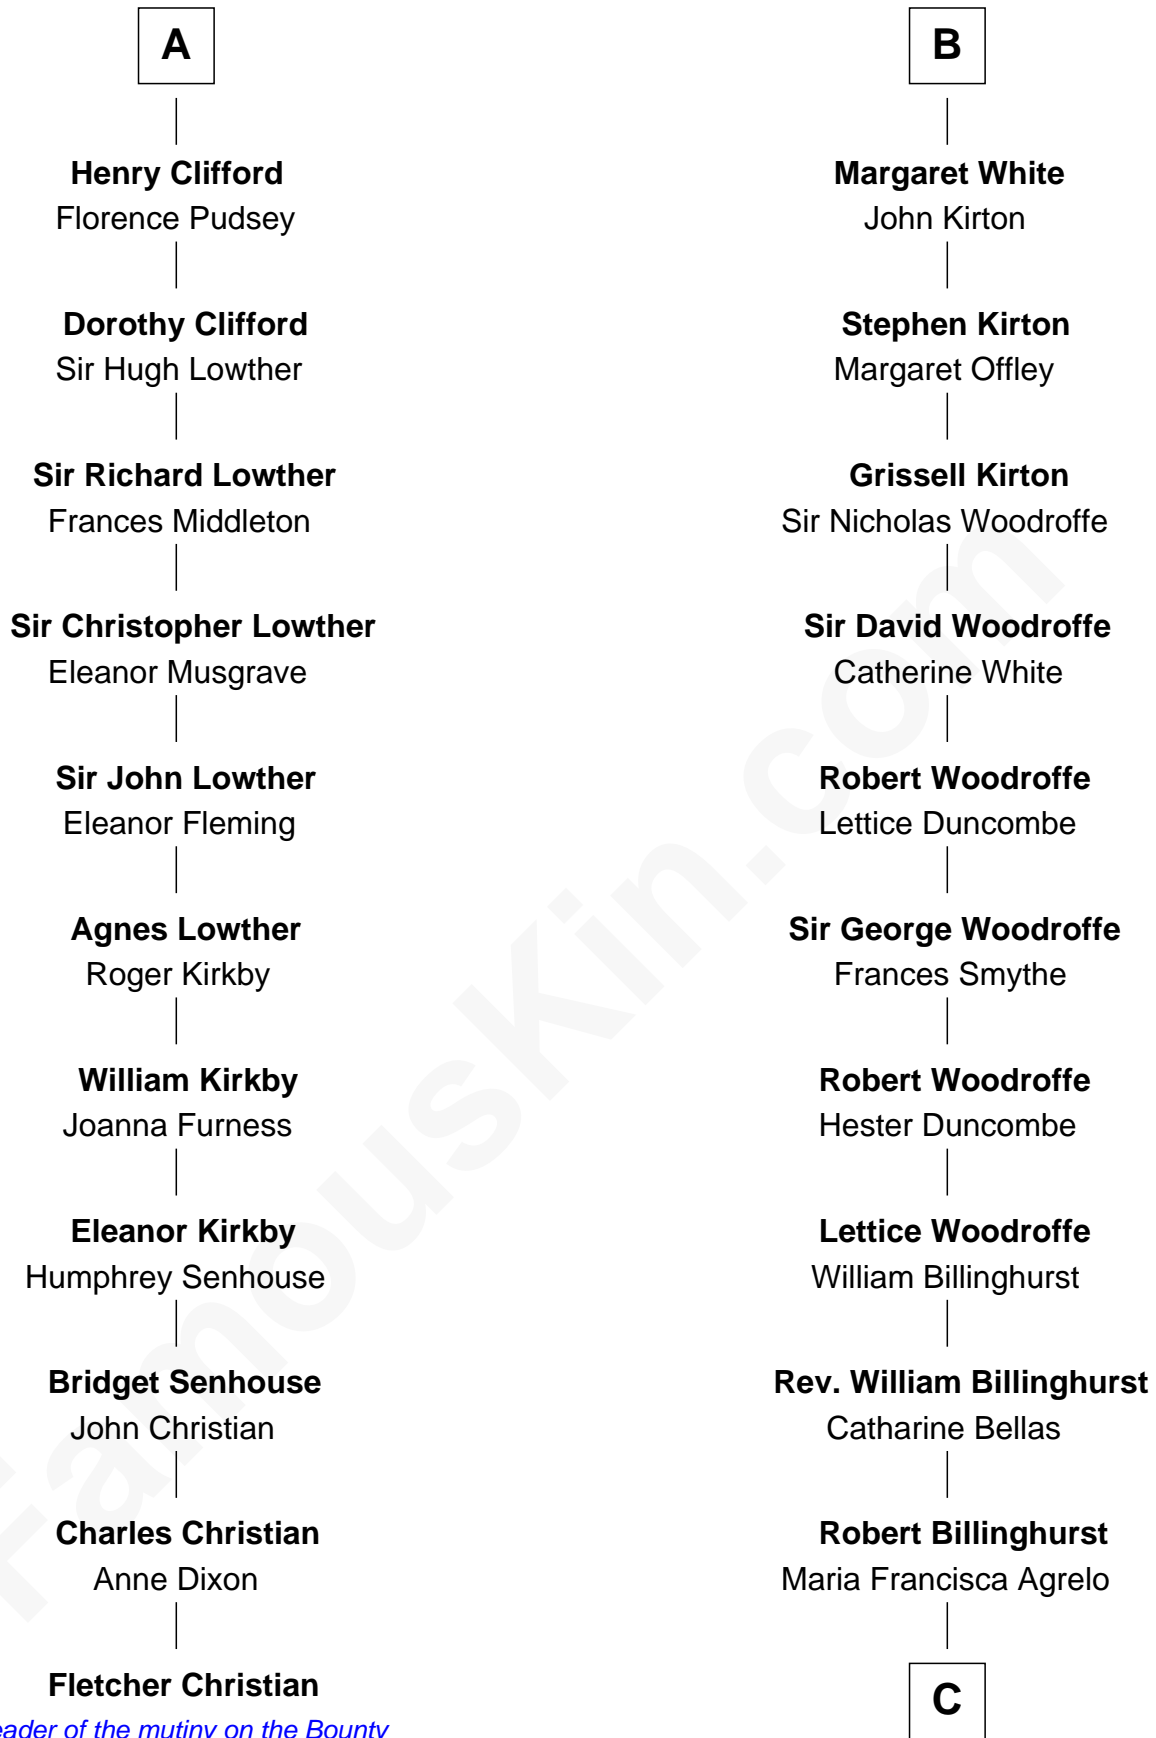 A
Henry Clifford
Florence Pudsey
Dorothy Clifford
Sir Hugh Lowther
Sir Richard Lowther
Frances Middleton
Sir Christopher Lowther
Eleanor Musgrave
Sir John Lowther
Eleanor Fleming
Agnes Lowther
Roger Kirkby
William Kirkby
Joanna Furness
Eleanor Kirkby
Humphrey Senhouse
Bridget Senhouse
John Christian
Charles Christian
Anne Dixon
Fletcher Christian
eader of the mutiny on the Bounty
B
Margaret White
John Kirton
Stephen Kirton
Margaret Offley
Grissell Kirton
Sir Nicholas Woodroffe
Sir David Woodroffe
Catherine White
Robert Woodroffe
Lettice Duncombe
Sir George Woodroffe
Frances Smythe
Robert Woodroffe
Hester Duncombe
Lettice Woodroffe
William Billinghurst
Rev. William Billinghurst
Catharine Bellas
Robert Billinghurst
Maria Francisca Agrelo
C
FamousKin.com